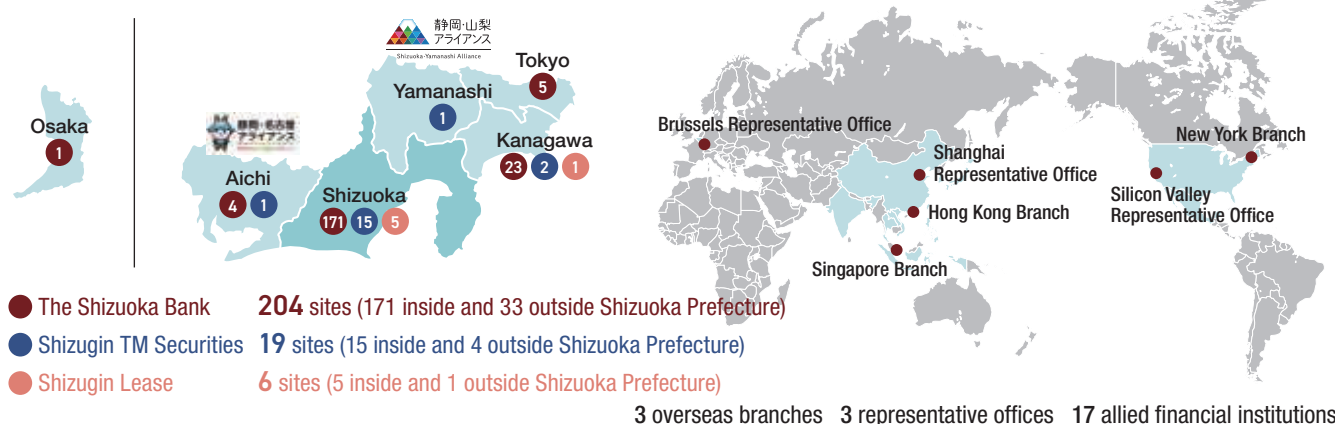 静岡・山梨
アライアンス
Shizuoka-Yamanashi Alliance
Tokyo
5
Yamanashi
1
Osaka
1
静岡・名古屋
アライアンス
Kanagawa
23 2 1
Aichi
4 1
Shizuoka
171 15 5
Brussels Representative Office
Shanghai
Representative Office
Hong Kong Branch
Singapore Branch
New York Branch
Silicon Valley
Representative Office
The Shizuoka Bank 204 sites (171 inside and 33 outside Shizuoka Prefecture)
Shizugin TM Securities 19 sites (15 inside and 4 outside Shizuoka Prefecture)
Shizugin Lease 6 sites (5 inside and 1 outside Shizuoka Prefecture)
3 overseas branches 3 representative offices 17 allied financial institutions